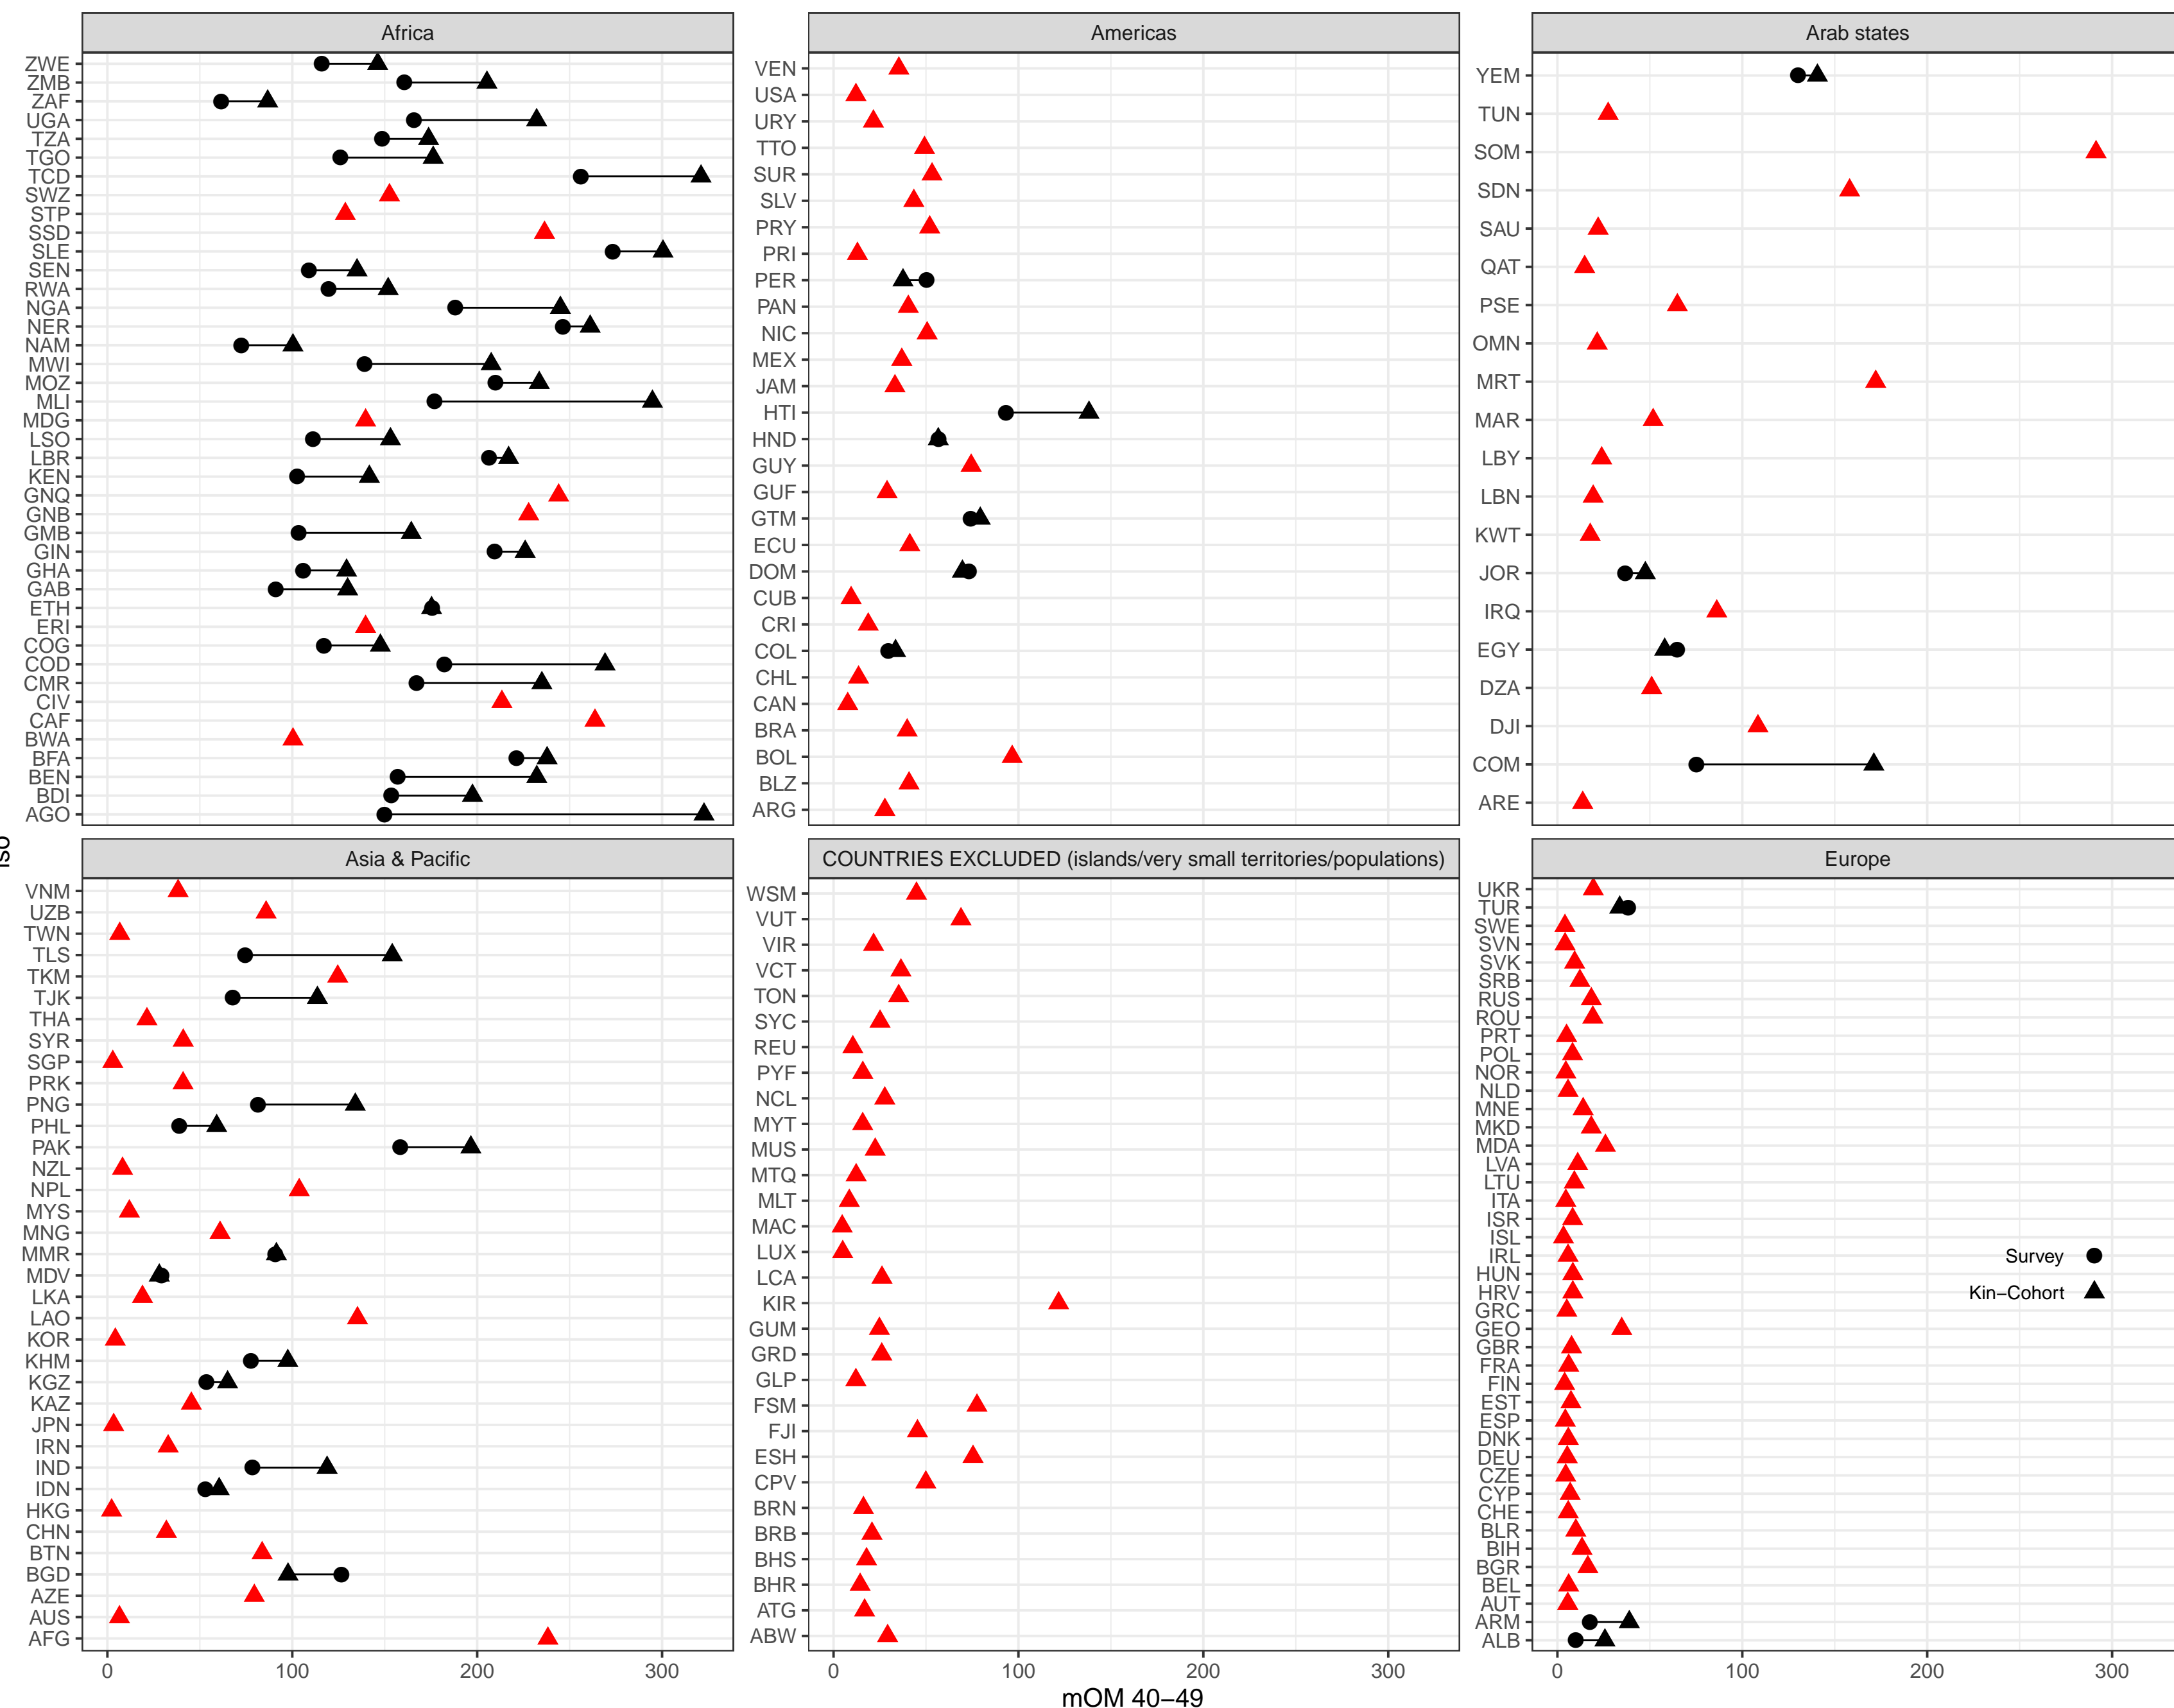 Africa
ZWE
ZMB
ZAF
UGA
TZA
TGO
TCD
SWZ
STP
SSD
SLE
SEN
RWA
NGA
NER
NAM
MWI
MOZ
MLI
MDG
LSO
LBR
KEN
GNQ
GNB
GMB
GIN
GHA
GAB
ETH
ERI
COG
COD
CMR
CIV
CAF
BWA
BFA
BEN
BDI
AGO
Americas
VEN
USA
URY
TTO
SUR
SLV
PRY
PRI
PER
PAN
NIC
MEX
JAM
HTI
HND
GUY
GUF
GTM
ECU
DOM
CUB
CRI
COL
CHL
CAN
BRA
BOL
BLZ
ARG
Arab states
YEM
TUN
SOM
SDN
SAU
QAT
PSE
OMN
MRT
MAR
LBY
LBN
KWT
JOR
IRQ
EGY
DZA
DJI
COM
ARE
Asia & Pacific
VNM
UZB
TWN
TLS
TKM
TJK
THA
SYR
SGP
PRK
PNG
PHL
PAK
NZL
NPL
MYS
MNG
MMR
MDV
LKA
LAO
KOR
KHM
KGZ
KAZ
JPN
IRN
IND
IDN
HKG
CHN
BTN
BGD
AZE
AUS
AFG
0 100 200 300
COUNTRIES EXCLUDED (islands/very small territories/populations)
WSM
VUT
VIR
VCT
TON
SYC
REU
PYF
NCL
MYT
MUS
MTQ
MLT
MAC
LUX
LCA
KIR
GUM
GRD
GLP
FSM
FJI
ESH
CPV
BRN
BRB
BHS
BHR
ATG
ABW
0 100 200 300
Europe
UKR
TUR
SWE
SVN
SVK
SRB
RUS
ROU
PRT
POL
NOR
NLD
MNE
MKD
MDA
LVA
LTU
ITA
ISR
ISL
IRL
HUN
HRV
GRC
GEO
GBR
FRA
FIN
EST
ESP
DNK
DEU
CZE
CYP
CHE
BLR
BIH
BGR
BEL
AUT
ARM
ALB
Survey
Kin−Cohort
0 100 200 300
mOM 40−49